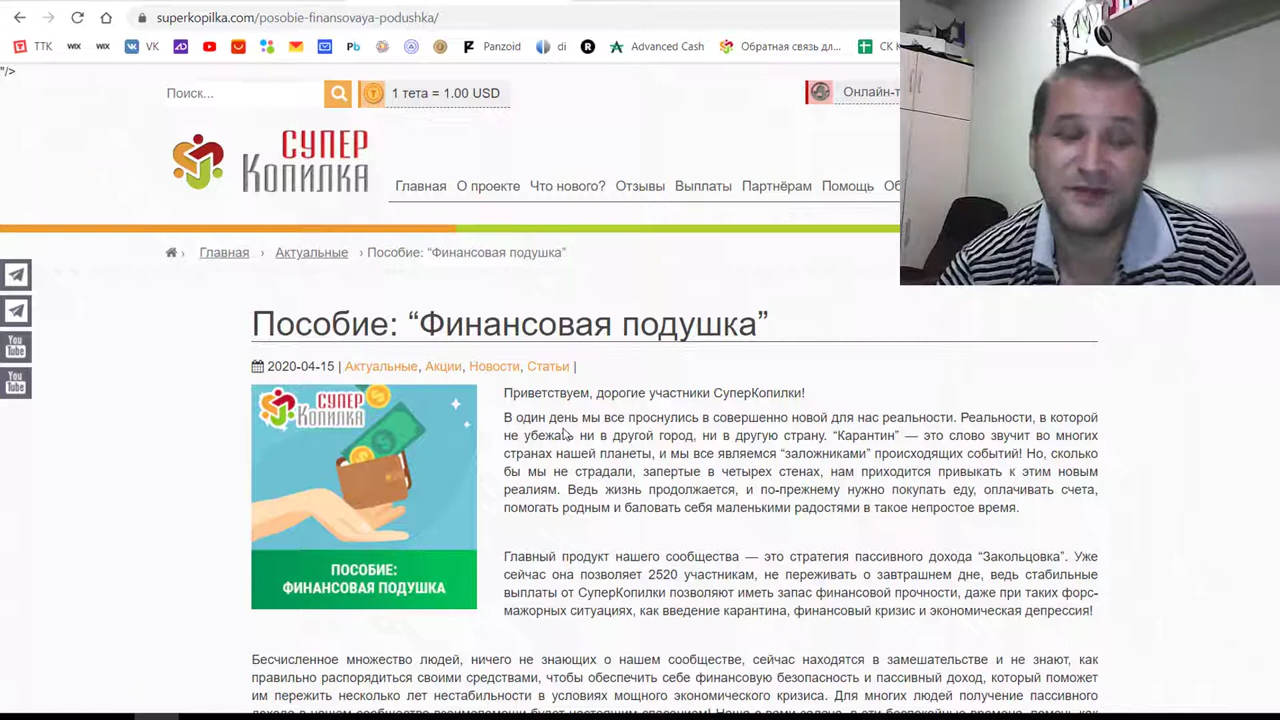 superkopilka.com/posobie-finansovaya-podushka/
ТТК
WIX
WIX
VK
Pb
Panzoid
di
Advanced Cash
Обратная связь дл...
СК К
"/>
Поиск...
1 тета = 1.00 USD
Онлайн-т
СУПЕР
КОПИЛКА
Главная О проекте Что нового? Отзывы Выплаты Партнёрам Помощь Об
Главная › Актуальные › Пособие: “Финансовая подушка”
Пособие: “Финансовая подушка”
2020-04-15 | Актуальные, Акции, Новости, Статьи |
СУПЕР
КОПИЛКА
ПОСОБИЕ:
ФИНАНСОВАЯ ПОДУШКА
You
Tube
You
Tube
Приветствуем, дорогие участники СуперКопилки!
В один день мы все проснулись в совершенно новой для нас реальности. Реальности, в которой
не убежать ни в другой город, ни в другую страну. “Карантин” — это слово звучит во многих
странах нашей планеты, и мы все являемся “заложниками” происходящих событий! Но, сколько
бы мы не страдали, запертые в четырех стенах, нам приходится привыкать к этим новым
реалиям. Ведь жизнь продолжается, и по-прежнему нужно покупать еду, оплачивать счета,
помогать родным и баловать себя маленькими радостями в такое непростое время.
Главный продукт нашего сообщества — это стратегия пассивного дохода “Закольцовка”. Уже
сейчас она позволяет 2520 участникам, не переживать о завтрашнем дне, ведь стабильные
выплаты от СуперКопилки позволяют иметь запас финансовой прочности, даже при таких форс-
мажорных ситуациях, как введение карантина, финансовый кризис и экономическая депрессия!
Бесчисленное множество людей, ничего не знающих о нашем сообществе, сейчас находятся в замешательстве и не знают, как
правильно распорядиться своими средствами, чтобы обеспечить себе финансовую безопасность и пассивный доход, который поможет
им пережить несколько лет нестабильности в условиях мощного экономического кризиса. Для многих людей получение пассивного